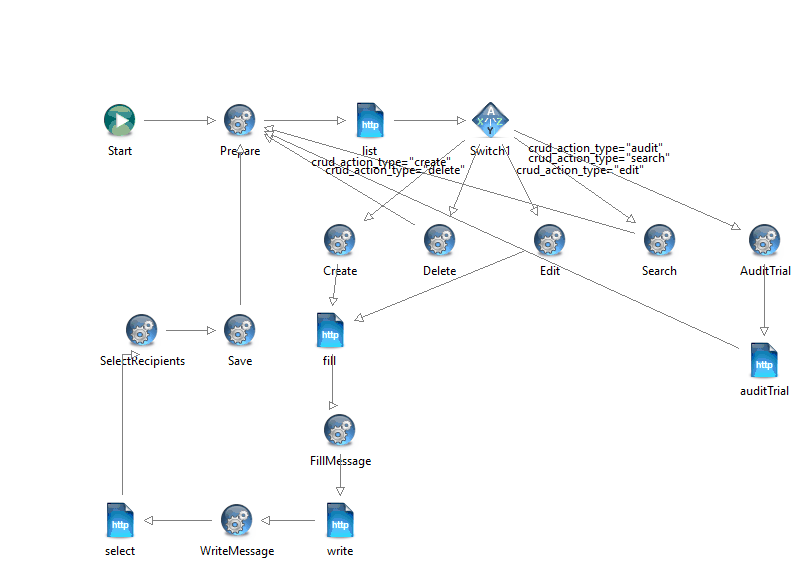 A
X Z
Y
http
Start
Prepare
list
Switch1
crud_action_type="audit"
crud_action_type="search"
crud_action_type="create"
crud_action_type="delete"
crud_action_type="edit"
Create
Delete
Edit
Search
AuditTrial
http
http
SelectRecipients
Save
fill
auditTrial
FillMessage
http
http
select
WriteMessage
write